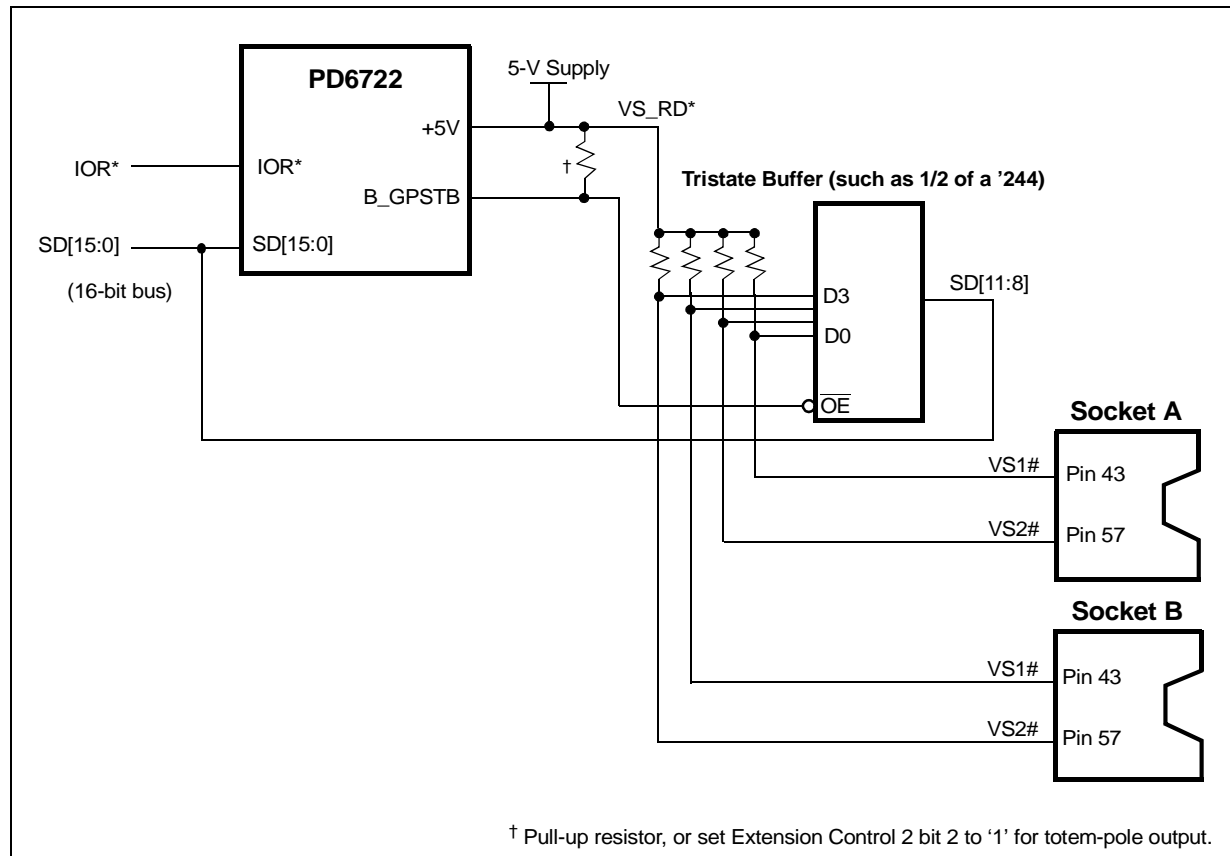 PD6722
5-V Supply
VS_RD*
+5V
IOR*
IOR*
†
B_GPSTB
Tristate Buffer (such as 1/2 of a ’244)
SD[15:0]
SD[15:0]
(16-bit bus)
SD[11:8]
D3
D0
OE
Socket A
VS1#
Pin 43
VS2#
Pin 57
Socket B
VS1#
Pin 43
VS2#
Pin 57
† Pull-up resistor, or set Extension Control 2 bit 2 to ‘1’ for totem-pole output.